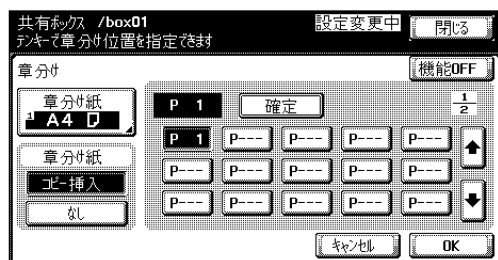 共有ボックス /box01 設定変更中 閉じる
テンキーで章分け位置を指定できます
章分け 機能OFF
章分け紙
1 A4
P 1 確定 1/2
P 1 P--- P--- P--- P---
章分け紙
コピー挿入
なし
P--- P--- P--- P--- P---
P--- P--- P--- P--- P---
キャンセル OK